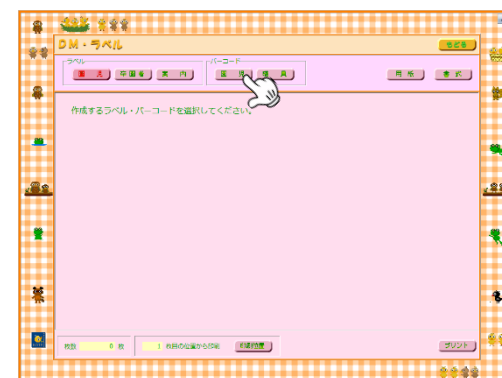 DM・ラベル
もどる
ラベル
バーコード
園 児
卒園者
案 内
園 児
職 員
用 紙
書 式
作成するラベル・バーコードを選択してください。
枚数 0 枚
1 枚目の位置から印刷
印刷位置
プリント